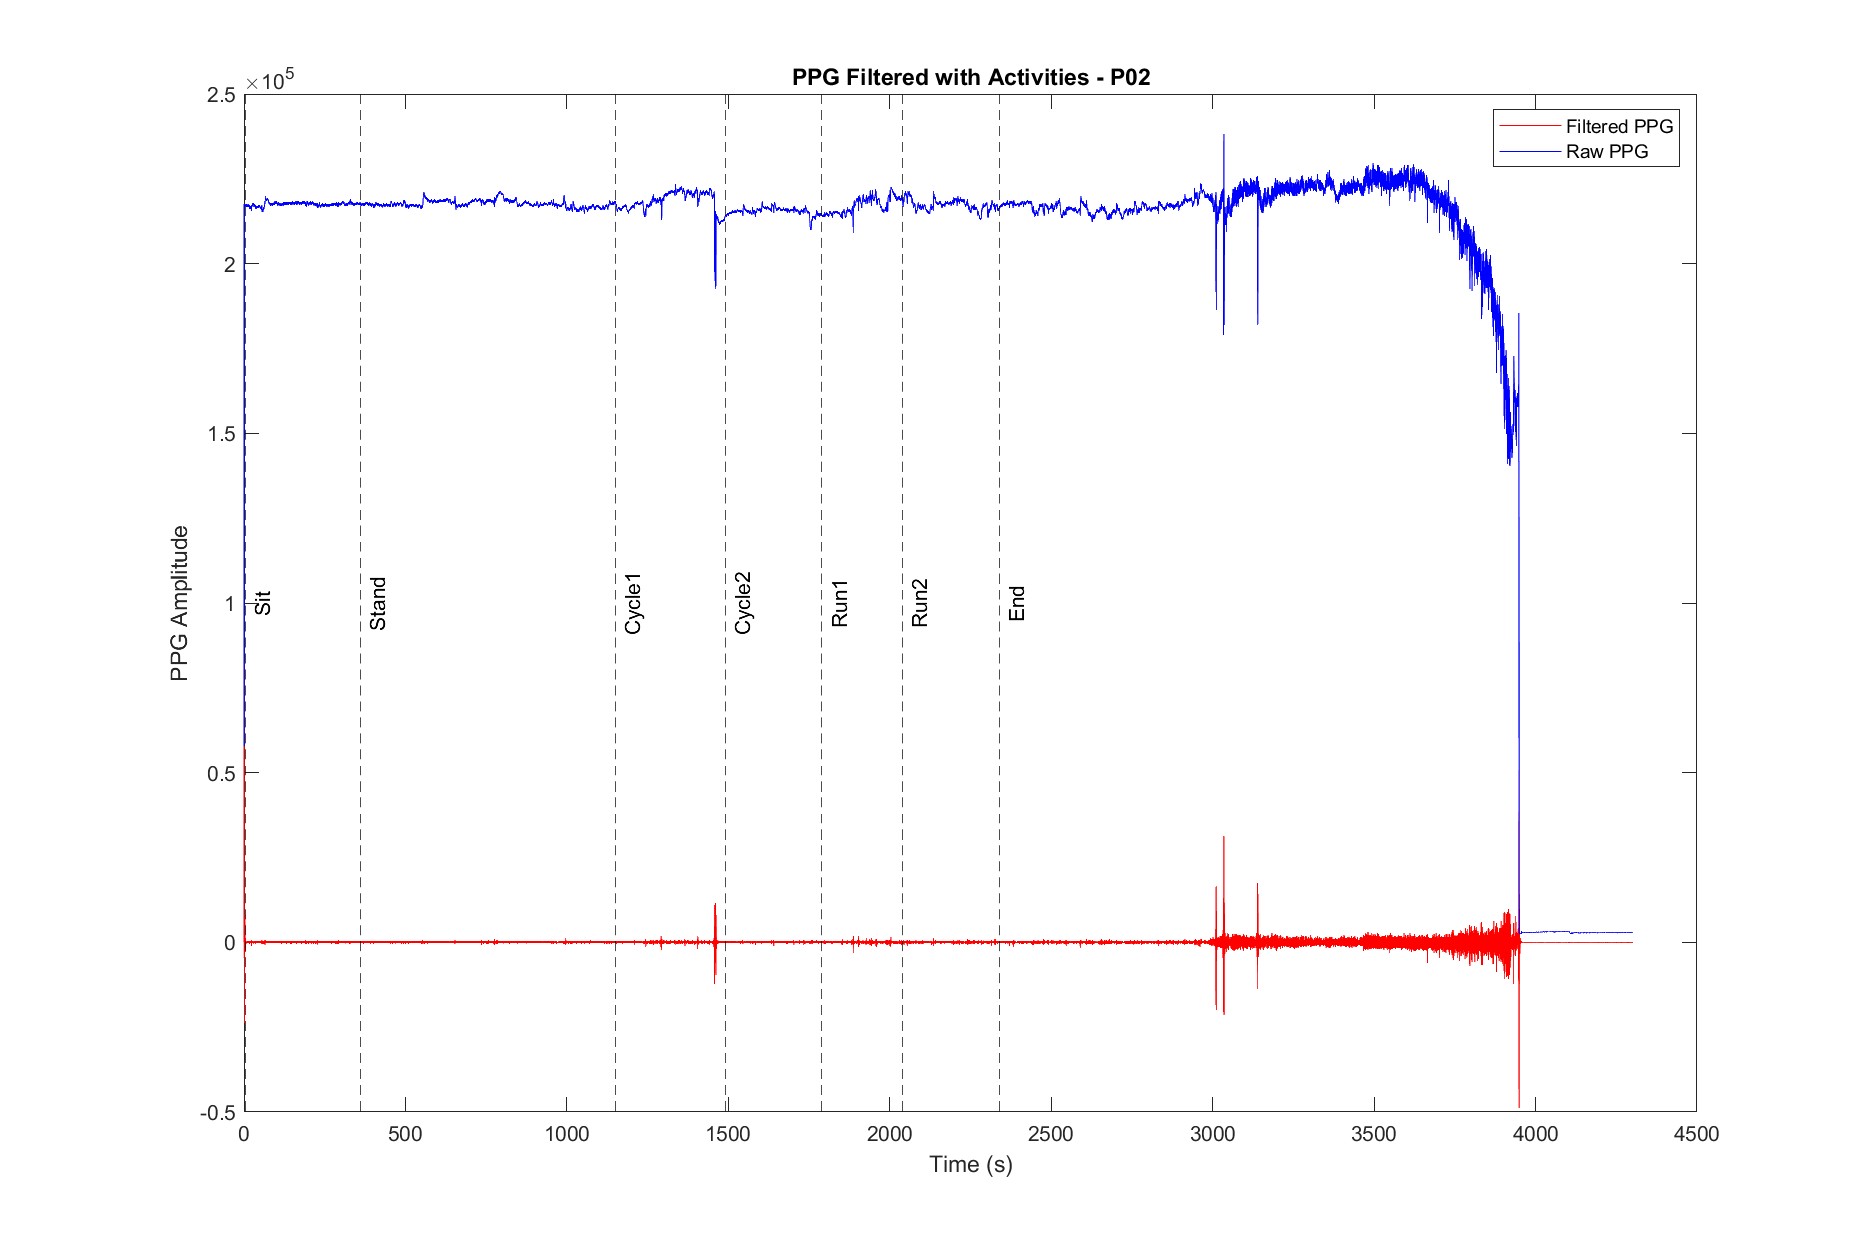 PPG Filtered with Activities - P02
×10^5
2.5
2
1.5
1
0.5
0
-0.5
PPG Amplitude
Sit
Stand
Cycle1
Cycle2
Run1
Run2
End
Filtered PPG
Raw PPG
0 500 1000 1500 2000 2500 3000 3500 4000 4500
Time (s)